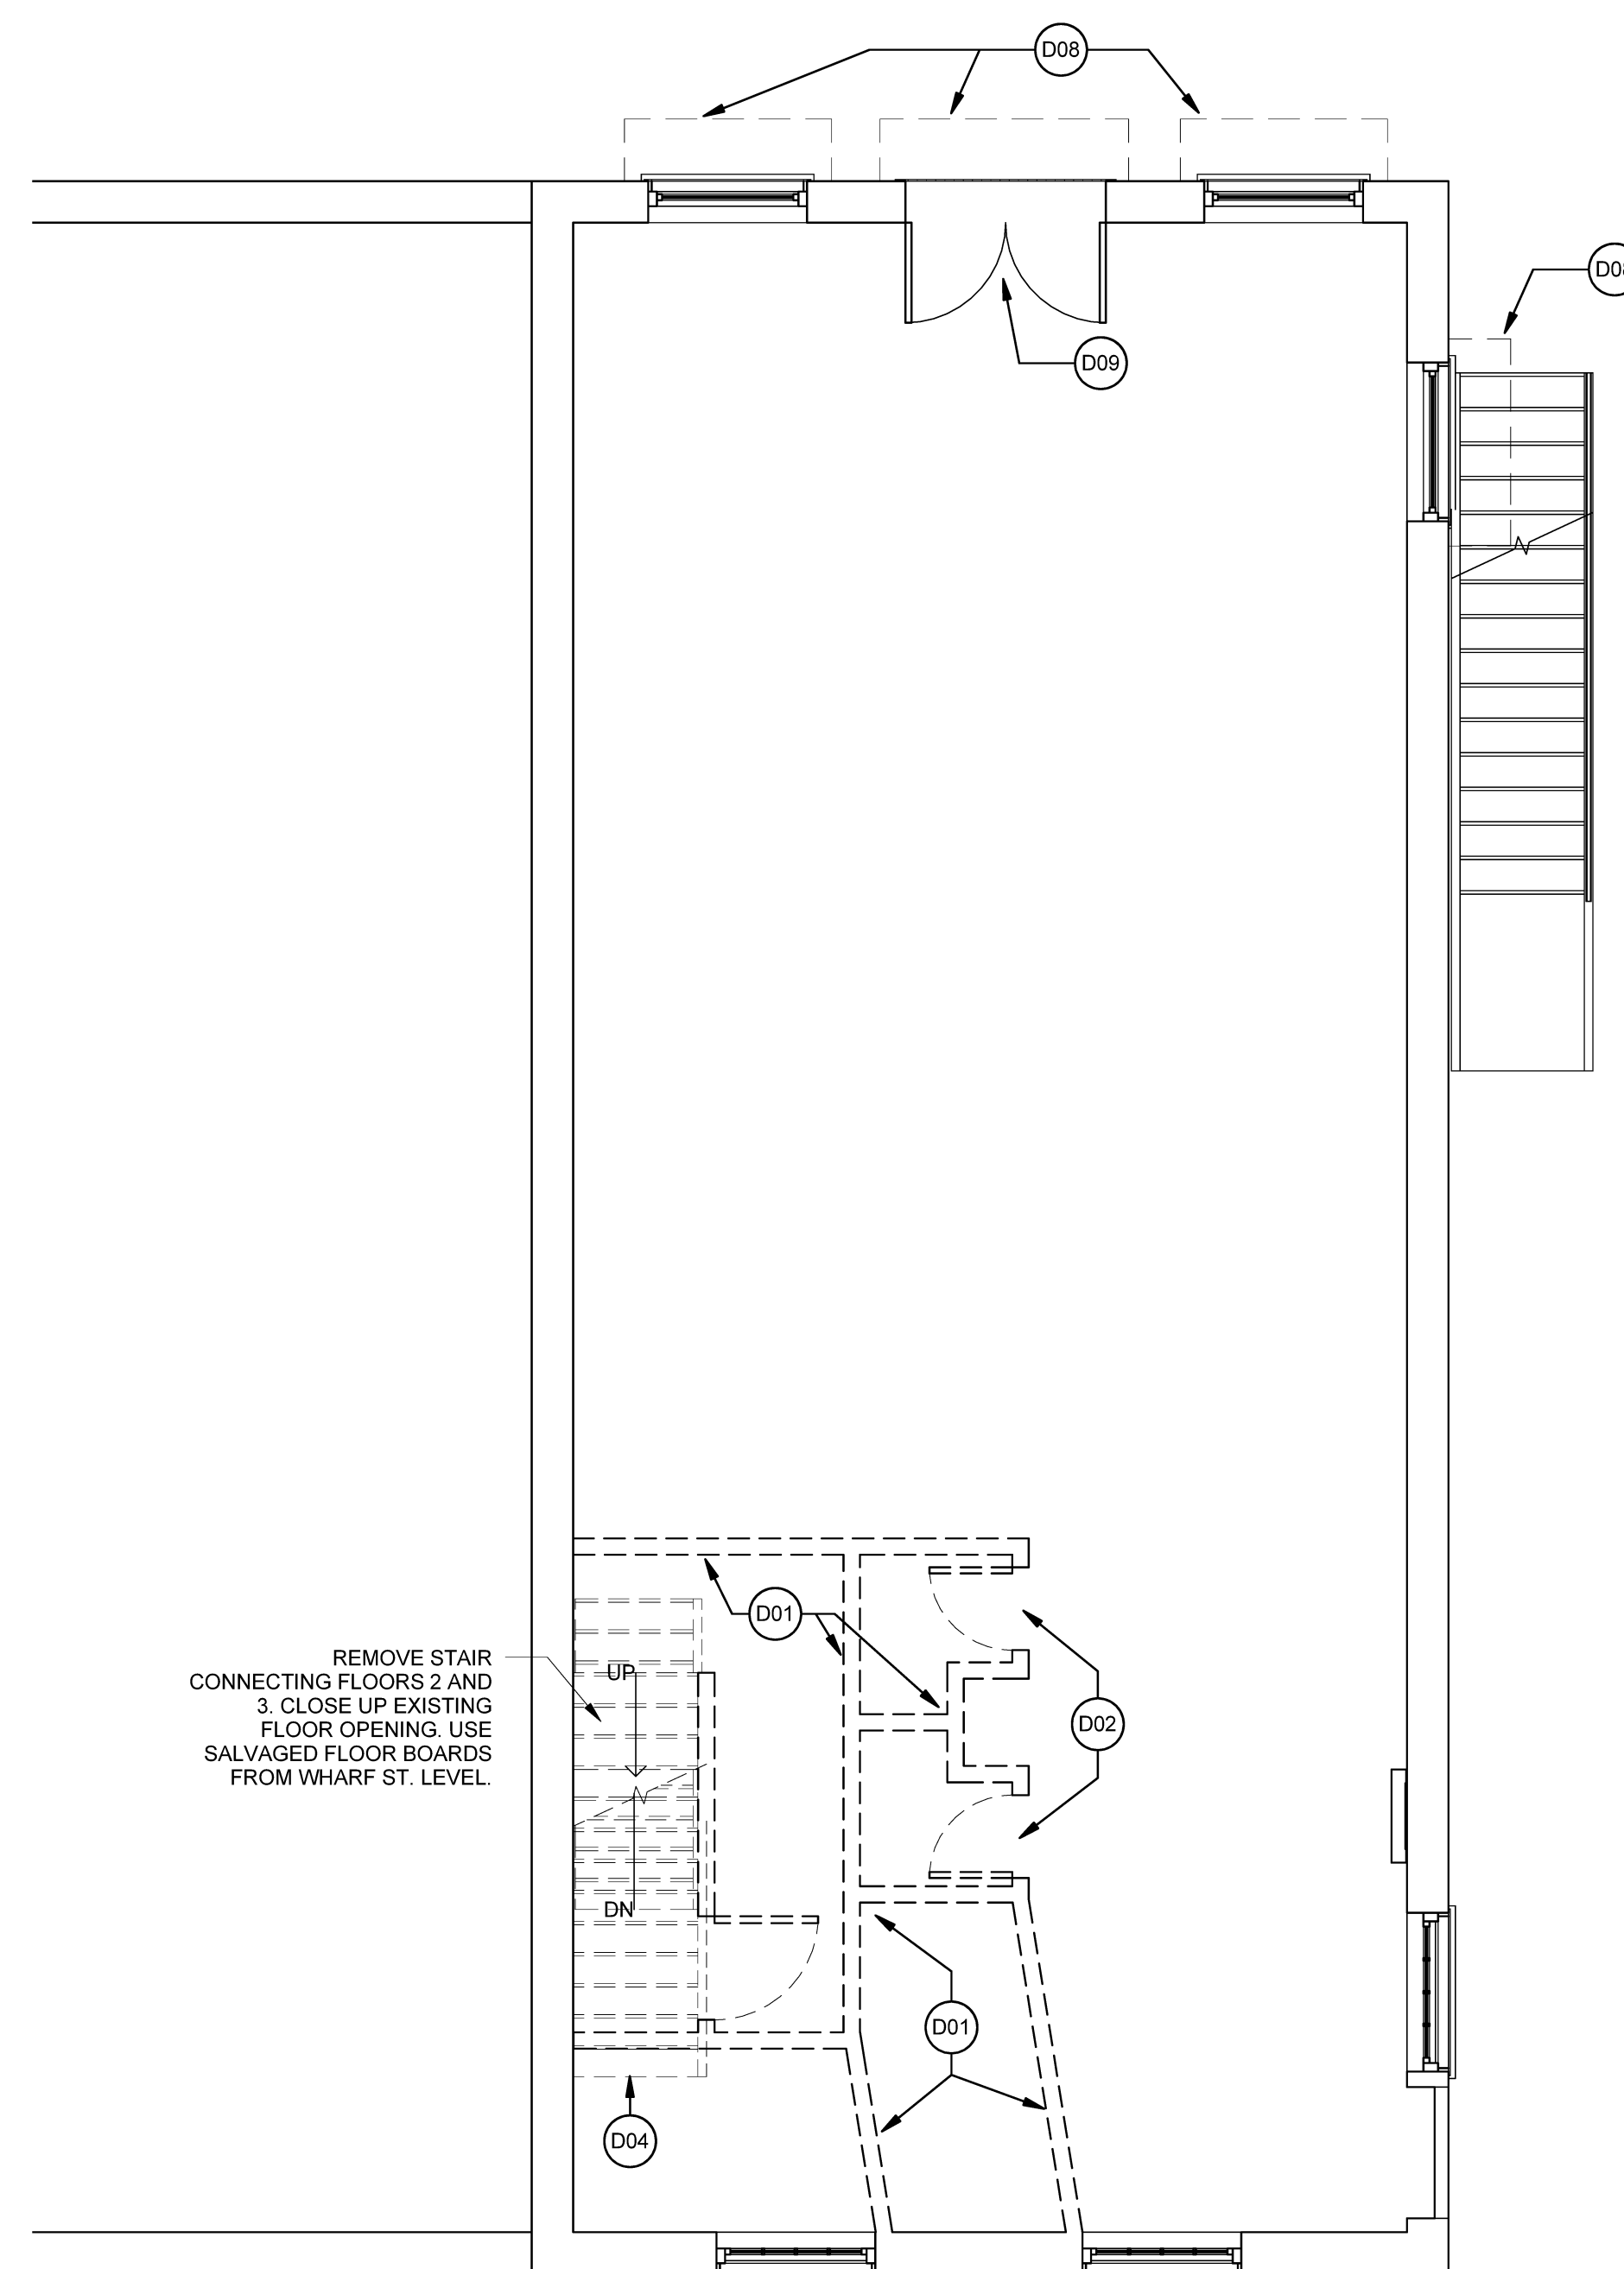 D08
D09
D01
REMOVE STAIR
CONNECTING FLOORS 2 AND
3. CLOSE UP EXISTING
FLOOR OPENING. USE
SALVAGED FLOOR BOARDS
FROM WHARF ST. LEVEL.
UP
D02
DN
D01
D04